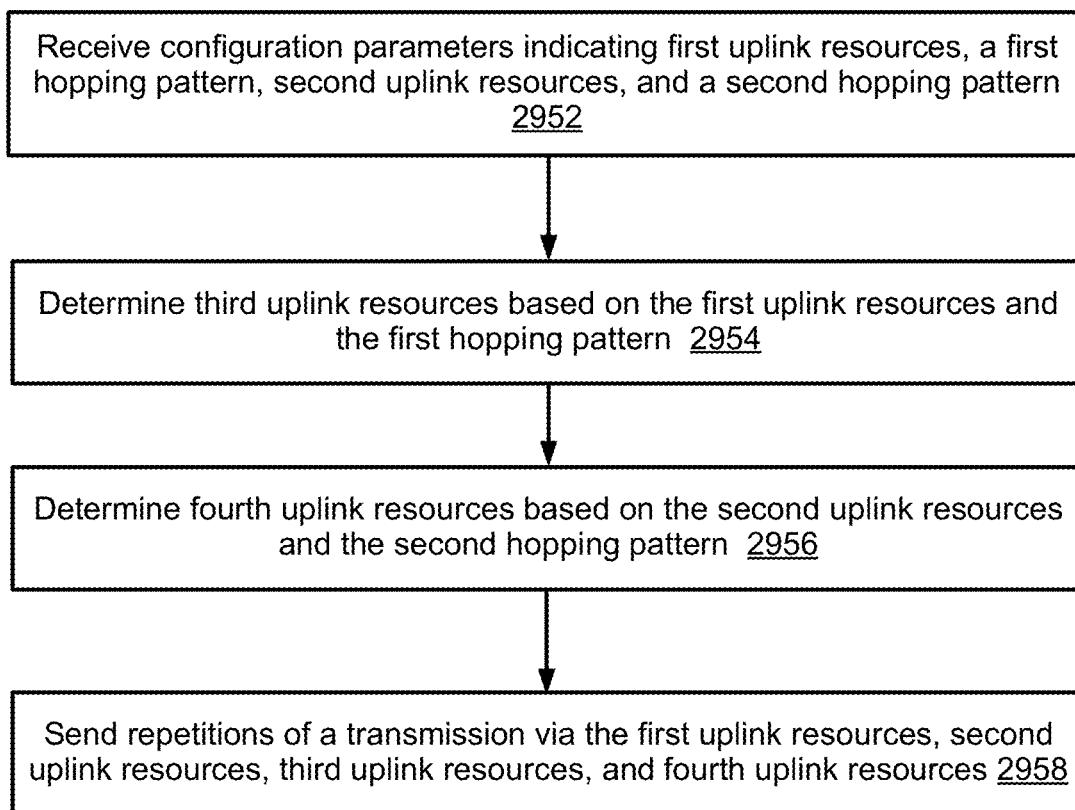 Receive configuration parameters indicating first uplink resources, a first
hopping pattern, second uplink resources, and a second hopping pattern
2952
Determine third uplink resources based on the first uplink resources and
the first hopping pattern 2954
Determine fourth uplink resources based on the second uplink resources
and the second hopping pattern 2956
Send repetitions of a transmission via the first uplink resources, second
uplink resources, third uplink resources, and fourth uplink resources 2958